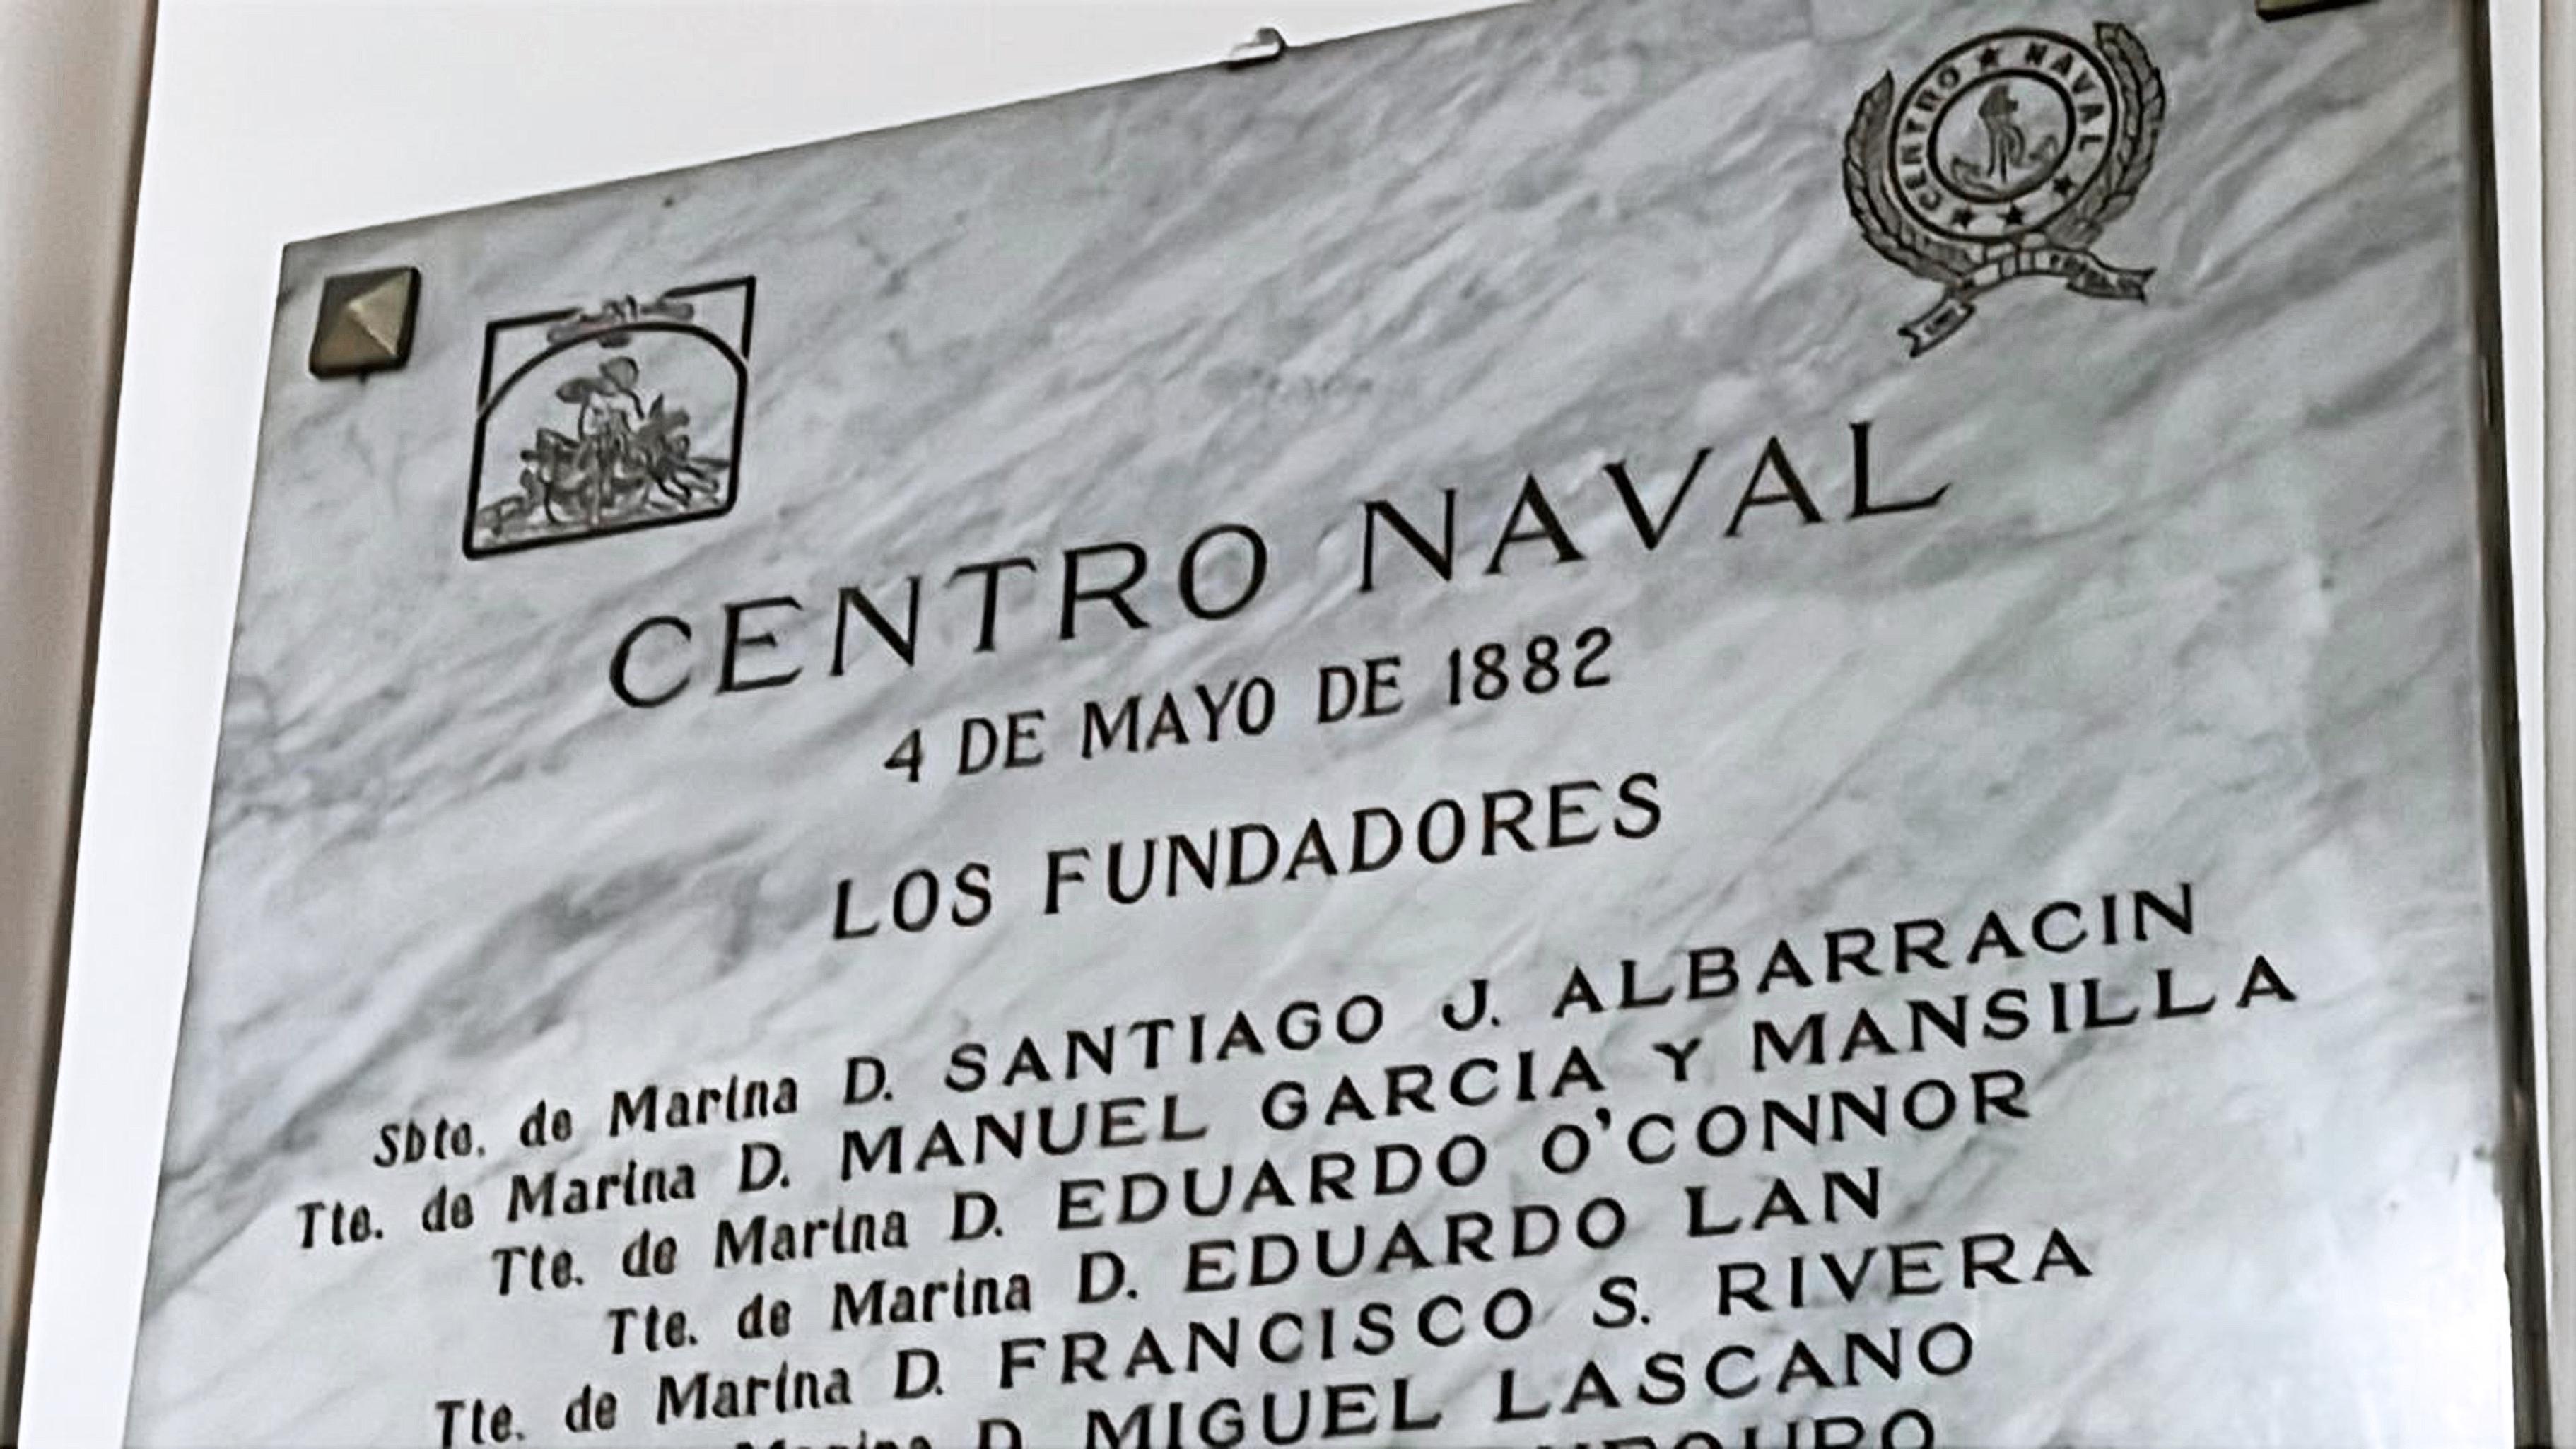 CENTRO ★ NAVAL ★ ★ ★
CENTRO NAVAL
4 DE MAYO DE 1882
LOS FUNDADORES
Sbte. de Marina D. SANTIAGO J. ALBARRACIN
Tte. de Marina D. MANUEL GARCIA Y MANSILLA
Tte. de Marina D. EDUARDO O'CONNOR
Tte. de Marina D. EDUARDO LAN
Tte. de Marina D. FRANCISCO S. RIVERA
Marina D. MIGUEL LASCANO